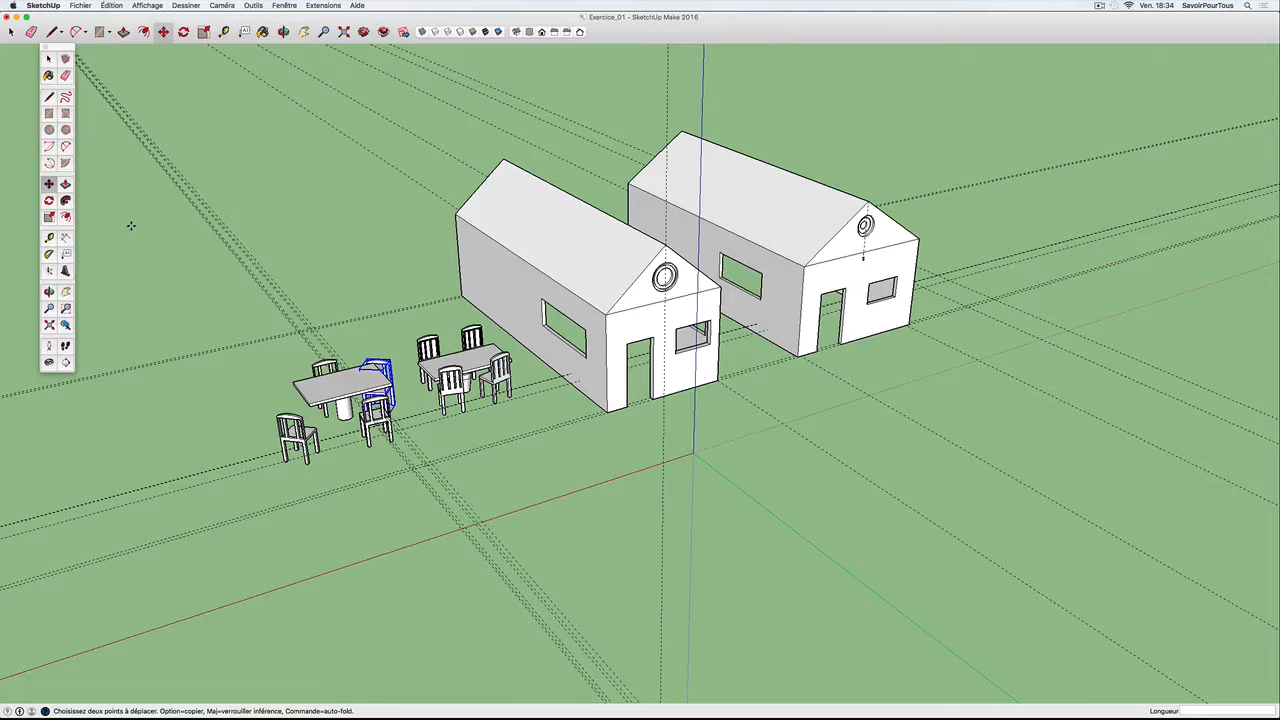 SketchUp Fichier Édition Affichage Dessiner Caméra Outils Fenêtre Extensions Aide Ven. 18:34 SavoirPourTous
Exercice_01 - SketchUp Make 2016
Choisissez deux points à déplacer. Option=copier, Maj=verrouiller inférence, Commande=auto-fold. Longueur